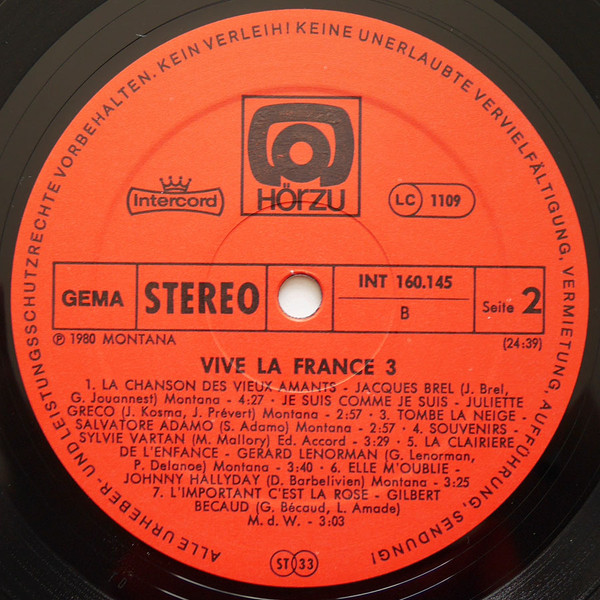 ALLE URHEBER- UND LEISTUNGSSCHUTZRECHTE VORBEHALTEN. KEIN VERLEIH! KEINE UNERLAUBTE VERVIELFÄLTIGUNG, VERMIETUNG, AUFFÜHRUNG, SENDUNG!
HÖRZU
Intercord
LC 1109
GEMA
STEREO
INT 160.145
B
Seite 2
℗ 1980 MONTANA
(24:39)
VIVE LA FRANCE 3
1. LA CHANSON DES VIEUX AMANTS - JACQUES BREL (J. Brel,
G. Jouannest) Montana - 4:27 · JE SUIS COMME JE SUIS - JULIETTE
GRECO (J. Kosma, J. Prévert) Montana - 2:57 · 3. TOMBE LA NEIGE -
SALVATORE ADAMO (S. Adamo) Montana - 2:57 · 4. SOUVENIRS -
SYLVIE VARTAN (M. Mallory) Ed. Accord - 3:29 · 5. LA CLAIRIERE
DE L'ENFANCE - GERARD LENORMAN (G. Lenorman,
P. Delanoe) Montana - 3:40 · 6. ELLE M'OUBLIE -
JOHNNY HALLYDAY (D. Barbelivien) Montana - 3:25
7. L'IMPORTANT C'EST LA ROSE - GILBERT
BECAUD (G. Bécaud, L. Amade)
M. d. W. - 3:03
ST 33